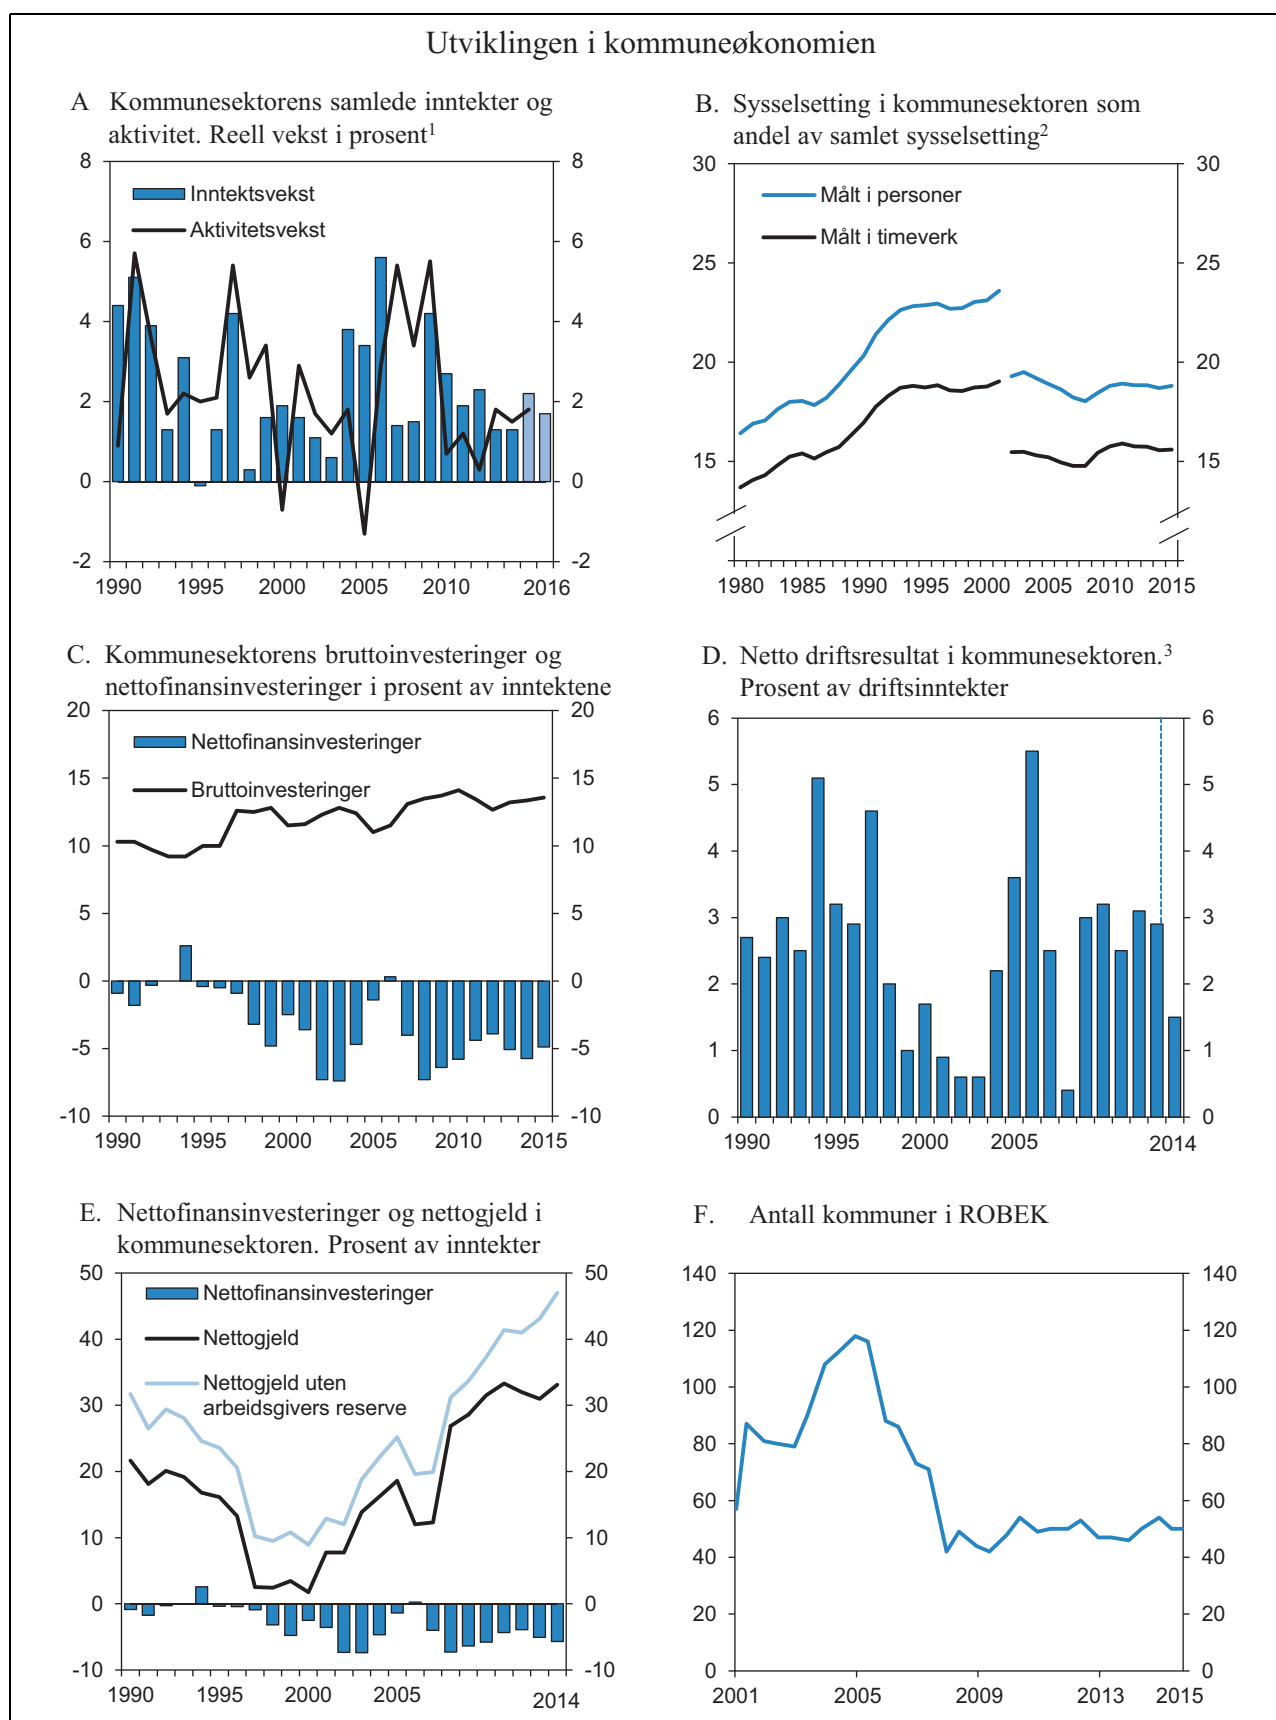 Utviklingen i kommuneøkonomien
A Kommunesektorens samlede inntekter og
aktivitet. Reell vekst i prosent¹
8 8
Inntektsvekst
Aktivitetsvekst
6 6
4 4
2 2
0 0
-2 -2
1990 1995 2000 2005 2010 2016
B. Sysselsetting i kommunesektoren som
andel av samlet sysselsetting²
30 30
Målt i personer
Målt i timeverk
25 25
20 20
15 15
1980 1985 1990 1995 2000 2005 2010 2015
C. Kommunesektorens bruttoinvesteringer og
nettofinansinvesteringer i prosent av inntektene
20 20
Nettofinansinvesteringer
15 15
Bruttoinvesteringer
10 10
5 5
0 0
-5 -5
-10 -10
1990 1995 2000 2005 2010 2015
D. Netto driftsresultat i kommunesektoren.³
Prosent av driftsinntekter
6 6
5 5
4 4
3 3
2 2
1 1
0 0
1990 1995 2000 2005 2014
E. Nettofinansinvesteringer og nettogjeld i
kommunesektoren. Prosent av inntekter
50 50
Nettofinansinvesteringer
40 40
Nettogjeld
Nettogjeld uten
arbeidsgivers reserve
30 30
20 20
10 10
0 0
-10 -10
1990 1995 2000 2005 2014
F. Antall kommuner i ROBEK
140 140
120 120
100 100
80 80
60 60
40 40
20 20
0 0
2001 2005 2009 2013 2015